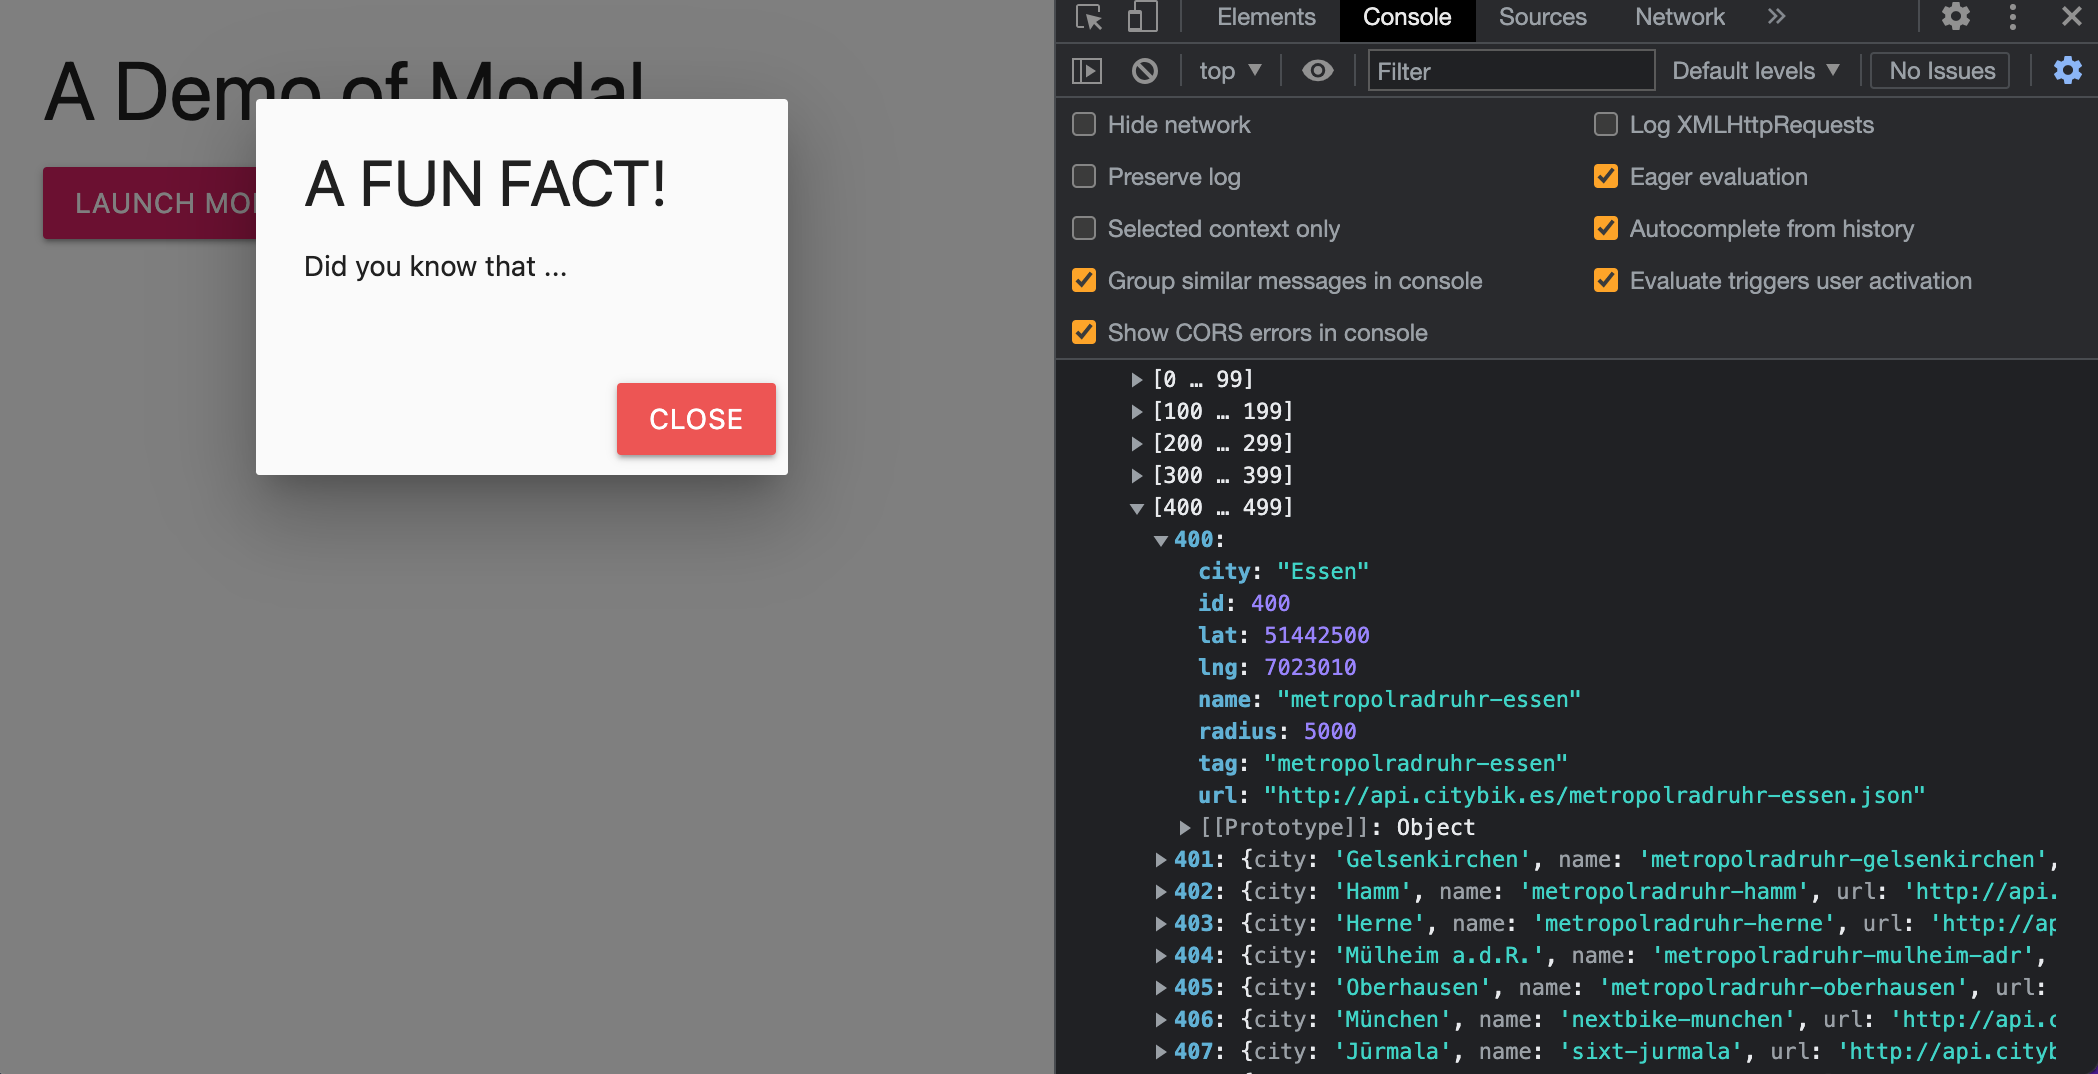 A Demo of Modal
LAUNCH MO
A FUN FACT!
Did you know that ...
CLOSE
Elements Console Sources Network
top Filter Default levels No Issues
Hide network Log XMLHttpRequests
Preserve log Eager evaluation
Selected context only Autocomplete from history
Group similar messages in console Evaluate triggers user activation
Show CORS errors in console
[0 … 99]
[100 … 199]
[200 … 299]
[300 … 399]
[400 … 499]
400:
city: "Essen"
id: 400
lat: 51442500
lng: 7023010
name: "metropolradruhr-essen"
radius: 5000
tag: "metropolradruhr-essen"
url: "http://api.citybik.es/metropolradruhr-essen.json"
[[Prototype]]: Object
401: {city: 'Gelsenkirchen', name: 'metropolradruhr-gelsenkirchen',
402: {city: 'Hamm', name: 'metropolradruhr-hamm', url: 'http://api.
403: {city: 'Herne', name: 'metropolradruhr-herne', url: 'http://ap
404: {city: 'Mülheim a.d.R.', name: 'metropolradruhr-mulheim-adr',
405: {city: 'Oberhausen', name: 'metropolradruhr-oberhausen', url:
406: {city: 'München', name: 'nextbike-munchen', url: 'http://api.c
407: {city: 'Jūrmala', name: 'sixt-jurmala', url: 'http://api.cityb